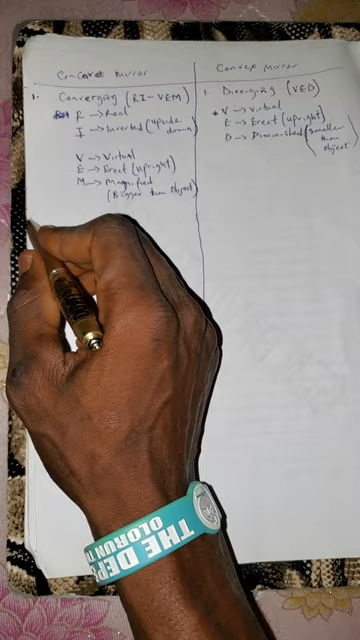 Concave Mirror
1. Converging (RI-VEM)
R → Real
I → Inverted (upside down)
V → Virtual
E → Erect (upright)
M → Magnified
(Bigger than Object)
Convex Mirror
1. Diverging (VED)
V → Virtual
E → Erect (upright)
D → Diminished (smaller
than
object)
THE DEP
OLORUN